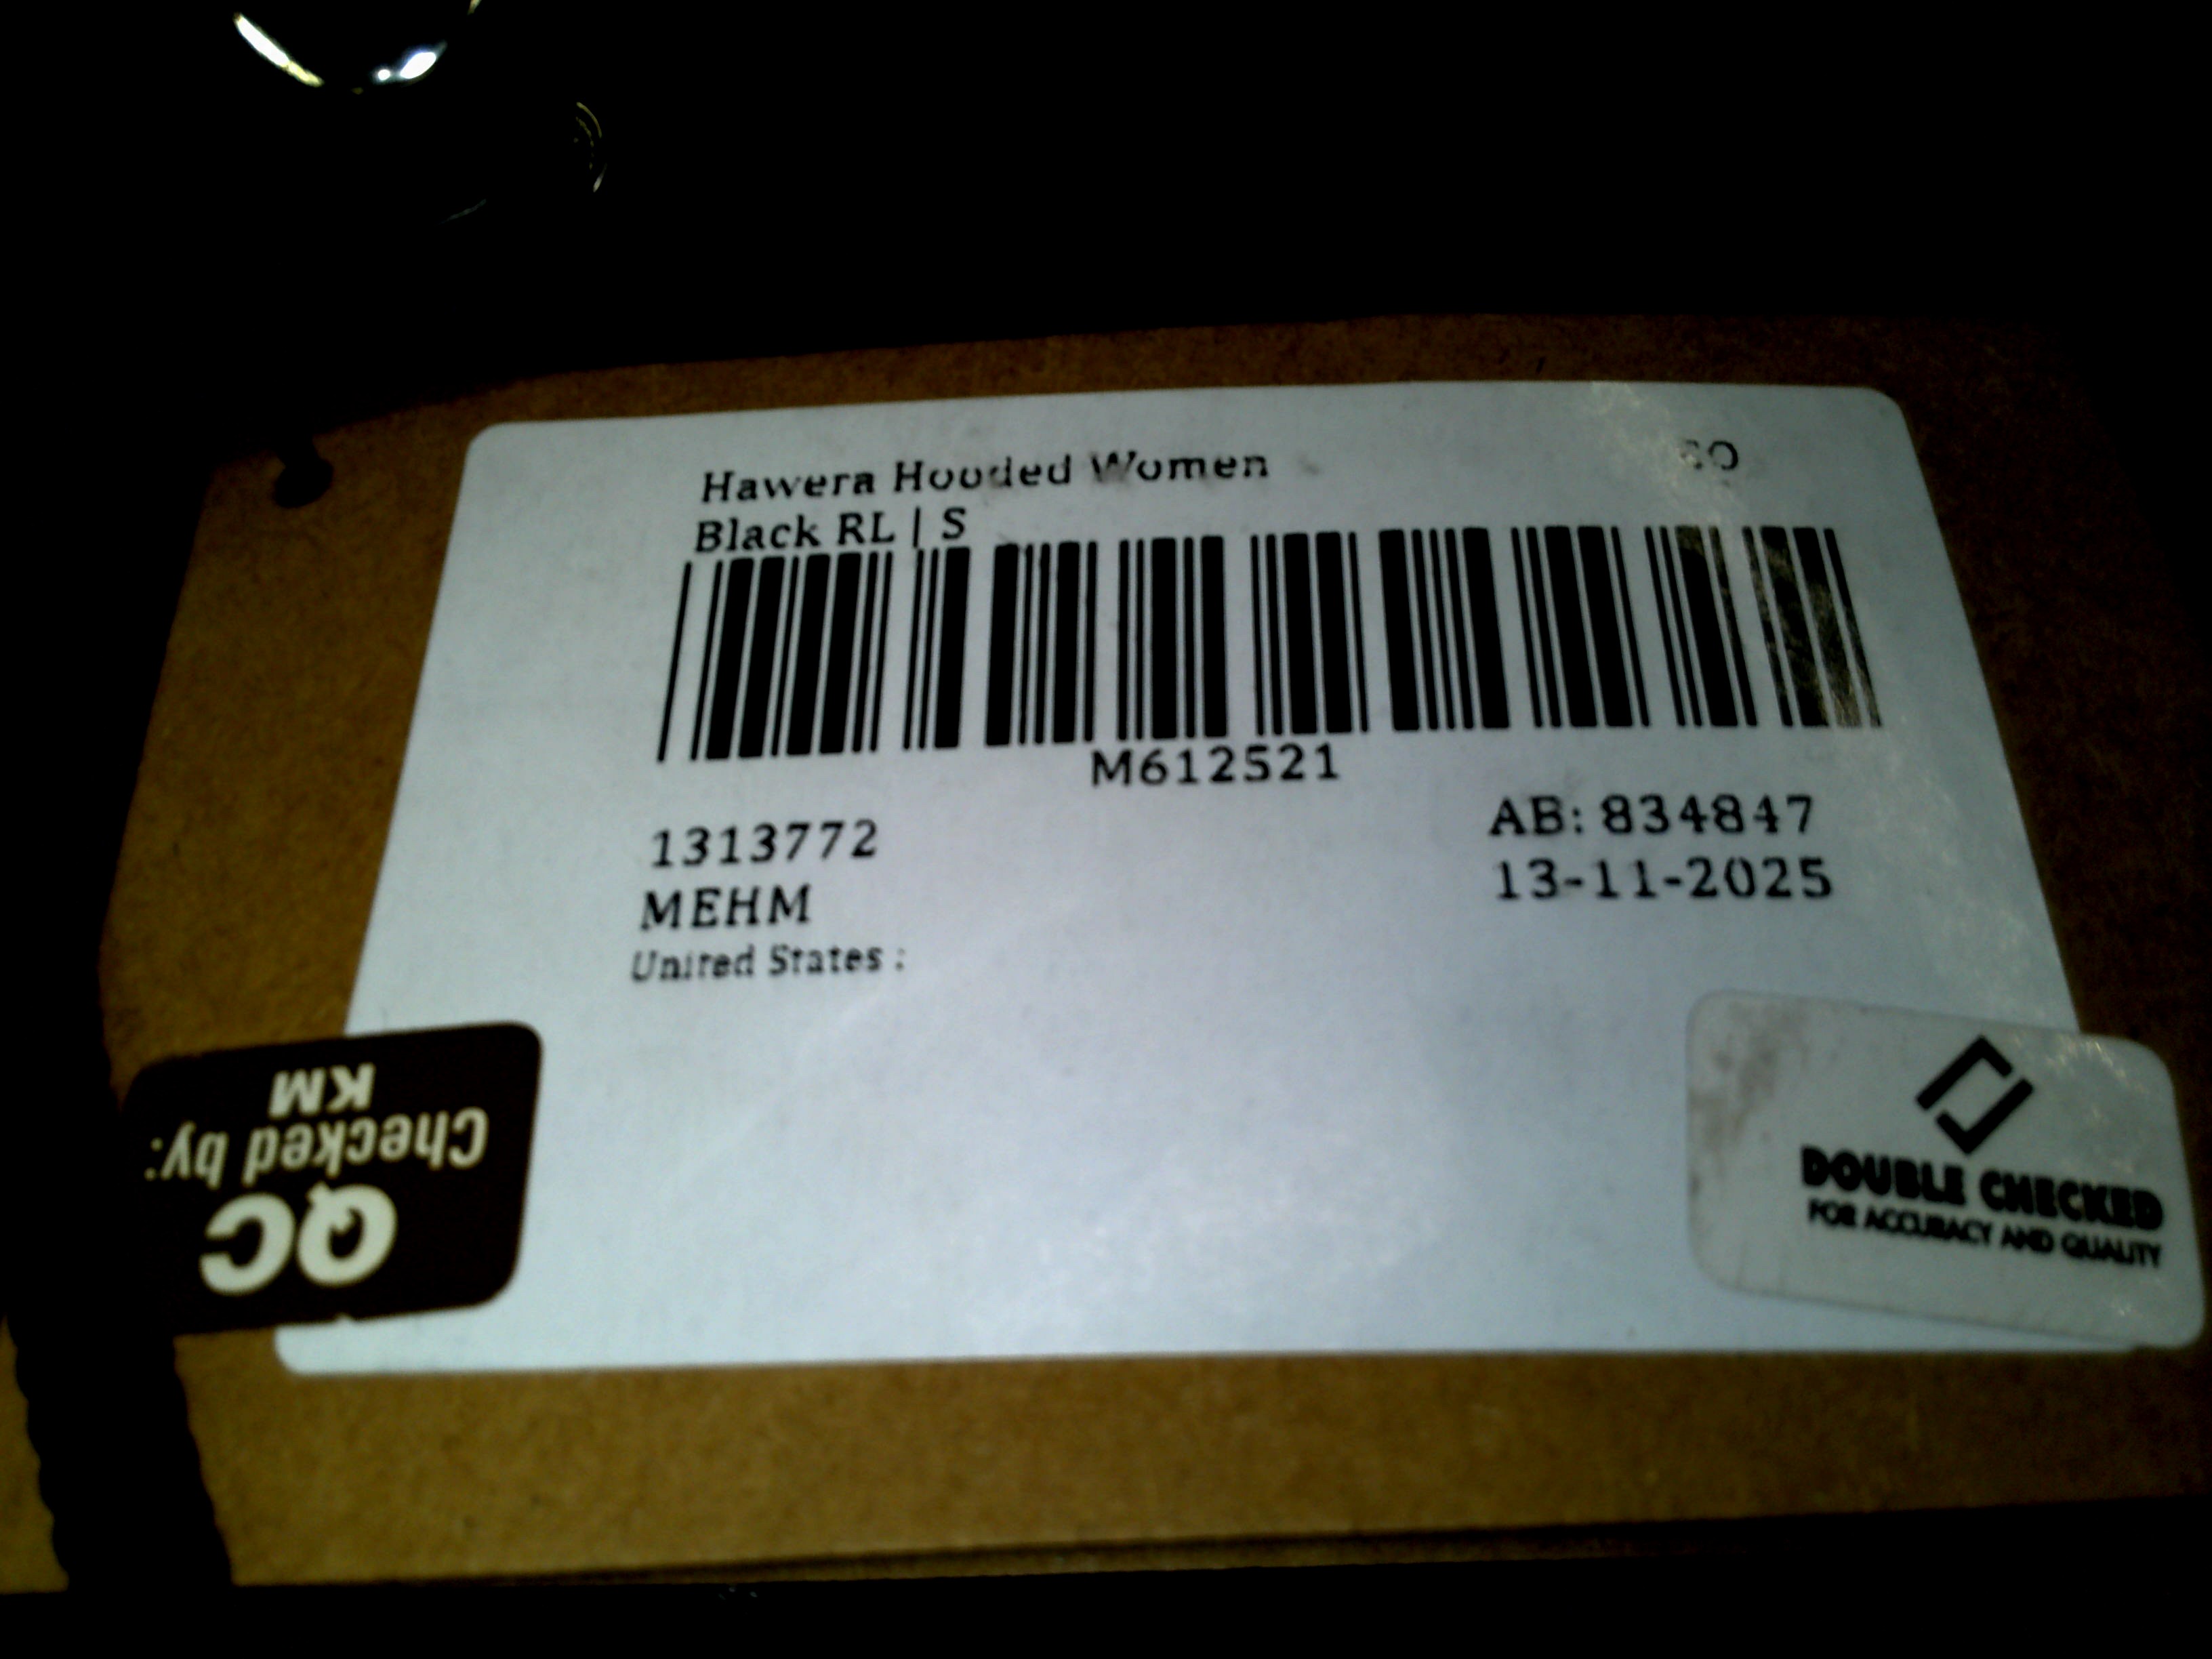 Hawera Hooded Women
Black RL | S
M612521
1313772
MEHM
United States :
AB: 834847
13-11-2025
QC
Checked by:
KM
DOUBLE CHECKED
FOR ACCURACY AND QUALITY